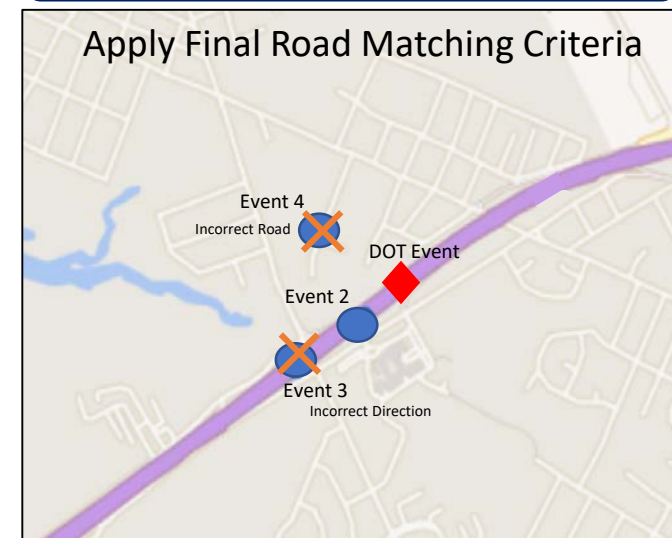 Apply Final Road Matching Criteria
Event 4
Incorrect Road
DOT Event
Event 2
Event 3
Incorrect Direction